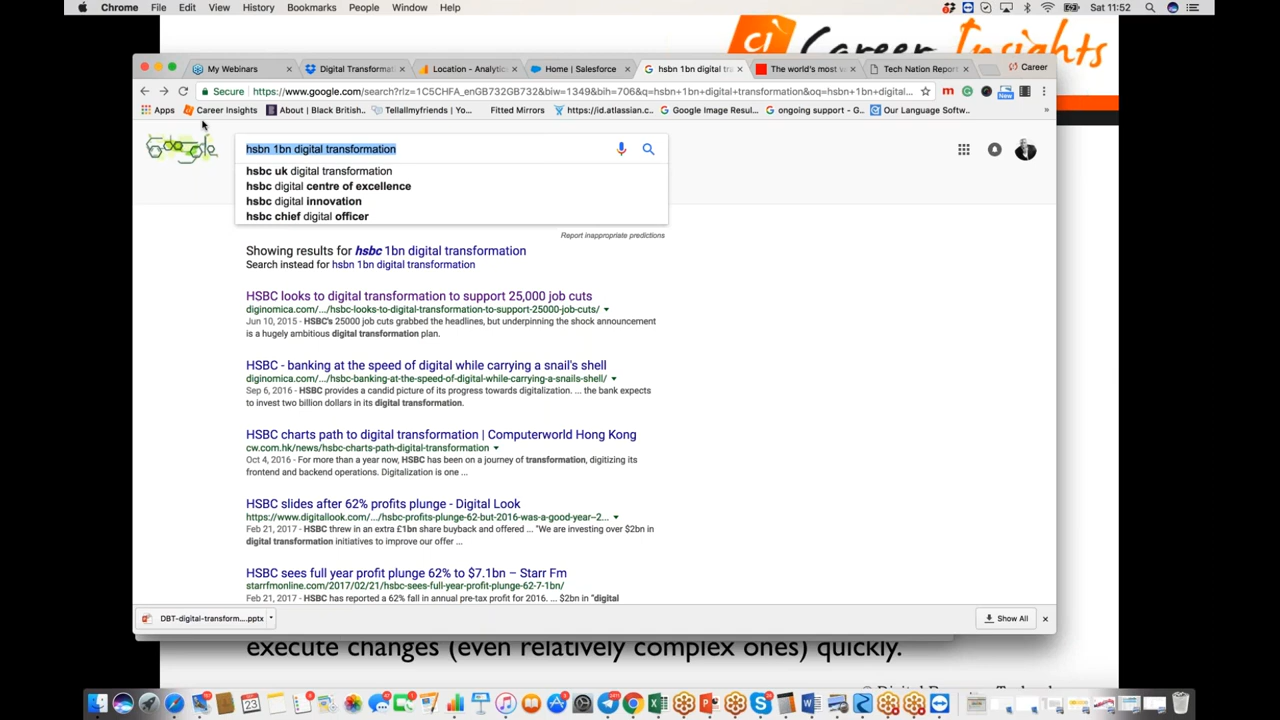 Chrome File Edit View History Bookmarks People Window Help Sat 11:52
Career Insights
My Webinars Digital Transformat Location - Analytics Home | Salesforce hsbn 1bn digital tra The world's most v Tech Nation Report Career
Secure https://www.google.com/search?rlz=1C5CHFA_enGB732GB732&biw=1349&bih=706&q=hsbn+1bn+digital+transformation&oq=hsbn+1bn+digital...
Apps Career Insights About | Black British.. Tellallmyfriends | Yo... Fitted Mirrors https://id.atlassian.c... Google Image Resul... ongoing support - G... Our Language Softw.. »
hsbn 1bn digital transformation
hsbc uk digital transformation
hsbc digital centre of excellence
hsbc digital innovation
hsbc chief digital officer
Report inappropriate predictions
Showing results for hsbc 1bn digital transformation
Search instead for hsbn 1bn digital transformation
HSBC looks to digital transformation to support 25,000 job cuts
diginomica.com/.../hsbc-looks-to-digital-transformation-to-support-25000-job-cuts/
Jun 10, 2015 - HSBC's 25000 job cuts grabbed the headlines, but underpinning the shock announcement
is a hugely ambitious digital transformation plan.
HSBC - banking at the speed of digital while carrying a snail's shell
diginomica.com/.../hsbc-banking-at-the-speed-of-digital-while-carrying-a-snails-shell/
Sep 6, 2016 - HSBC provides a candid picture of its progress towards digitalization. ... the bank expects
to invest two billion dollars in its digital transformation.
HSBC charts path to digital transformation | Computerworld Hong Kong
cw.com.hk/news/hsbc-charts-path-digital-transformation
Oct 4, 2016 - For more than a year now, HSBC has been on a journey of transformation, digitizing its
frontend and backend operations. Digitalization is one ...
HSBC slides after 62% profits plunge - Digital Look
https://www.digitallook.com/.../hsbc-profits-plunge-62-but-2016-was-a-good-year--2...
Feb 21, 2017 - HSBC threw in an extra £1bn share buyback and offered ... "We are investing over $2bn in
digital transformation initiatives to improve our offer ...
HSBC sees full year profit plunge 62% to $7.1bn – Starr Fm
starrfmonline.com/2017/02/21/hsbc-sees-full-year-profit-plunge-62-7-1bn/
Feb 21, 2017 - HSBC has reported a 62% fall in annual pre-tax profit for 2016. ... $2bn in "digital
DBT-digital-transform....pptx Show All
execute changes (even relatively complex ones) quickly.